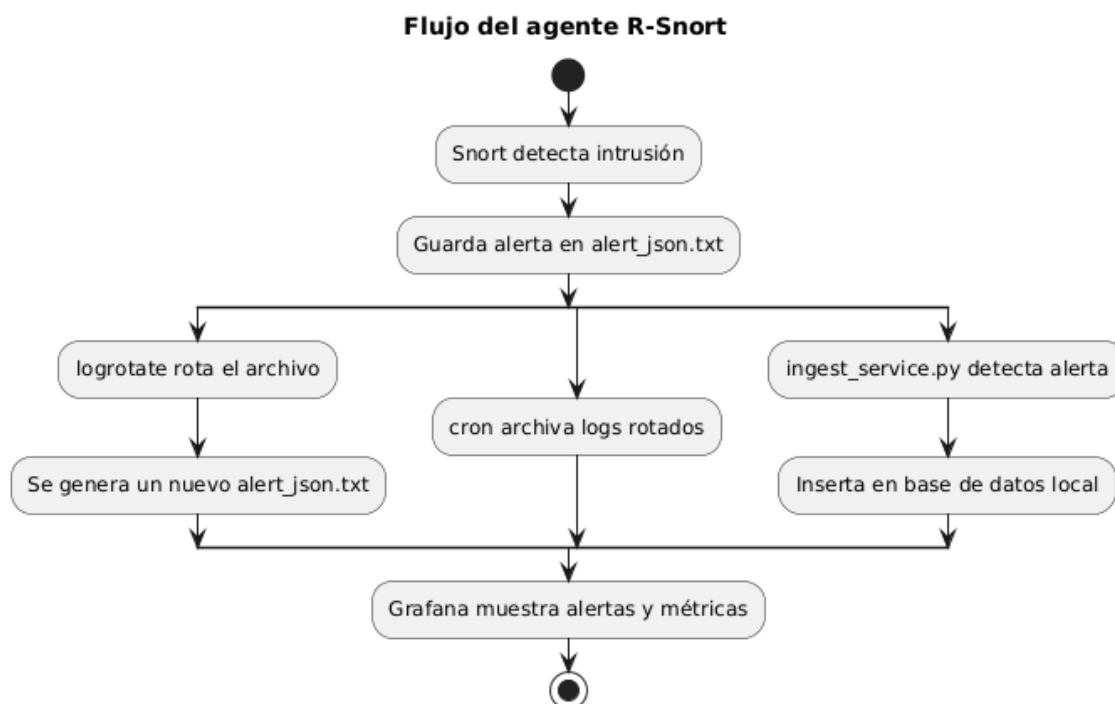 Flujo del agente R-Snort
Snort detecta intrusión
Guarda alerta en alert_json.txt
logrotate rota el archivo
Se genera un nuevo alert_json.txt
cron archiva logs rotados
ingest_service.py detecta alerta
Inserta en base de datos local
Grafana muestra alertas y métricas